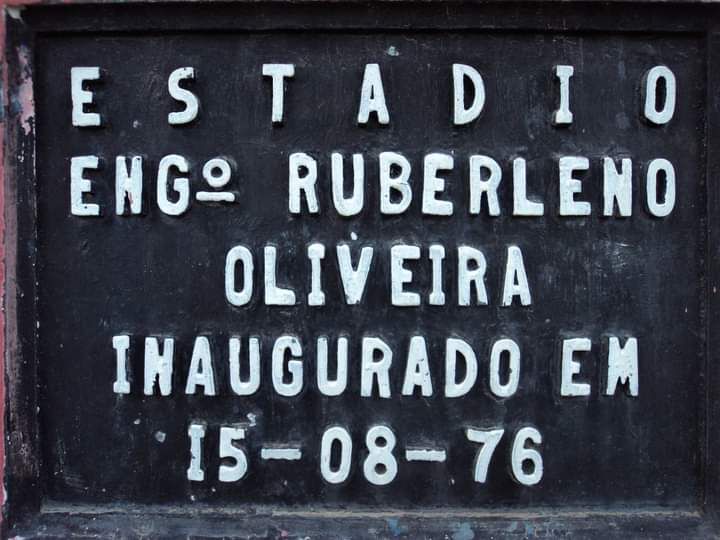 ESTADIO
ENGº RUBERLENO
OLIVEIRA
INAUGURADO EM
15-08-76